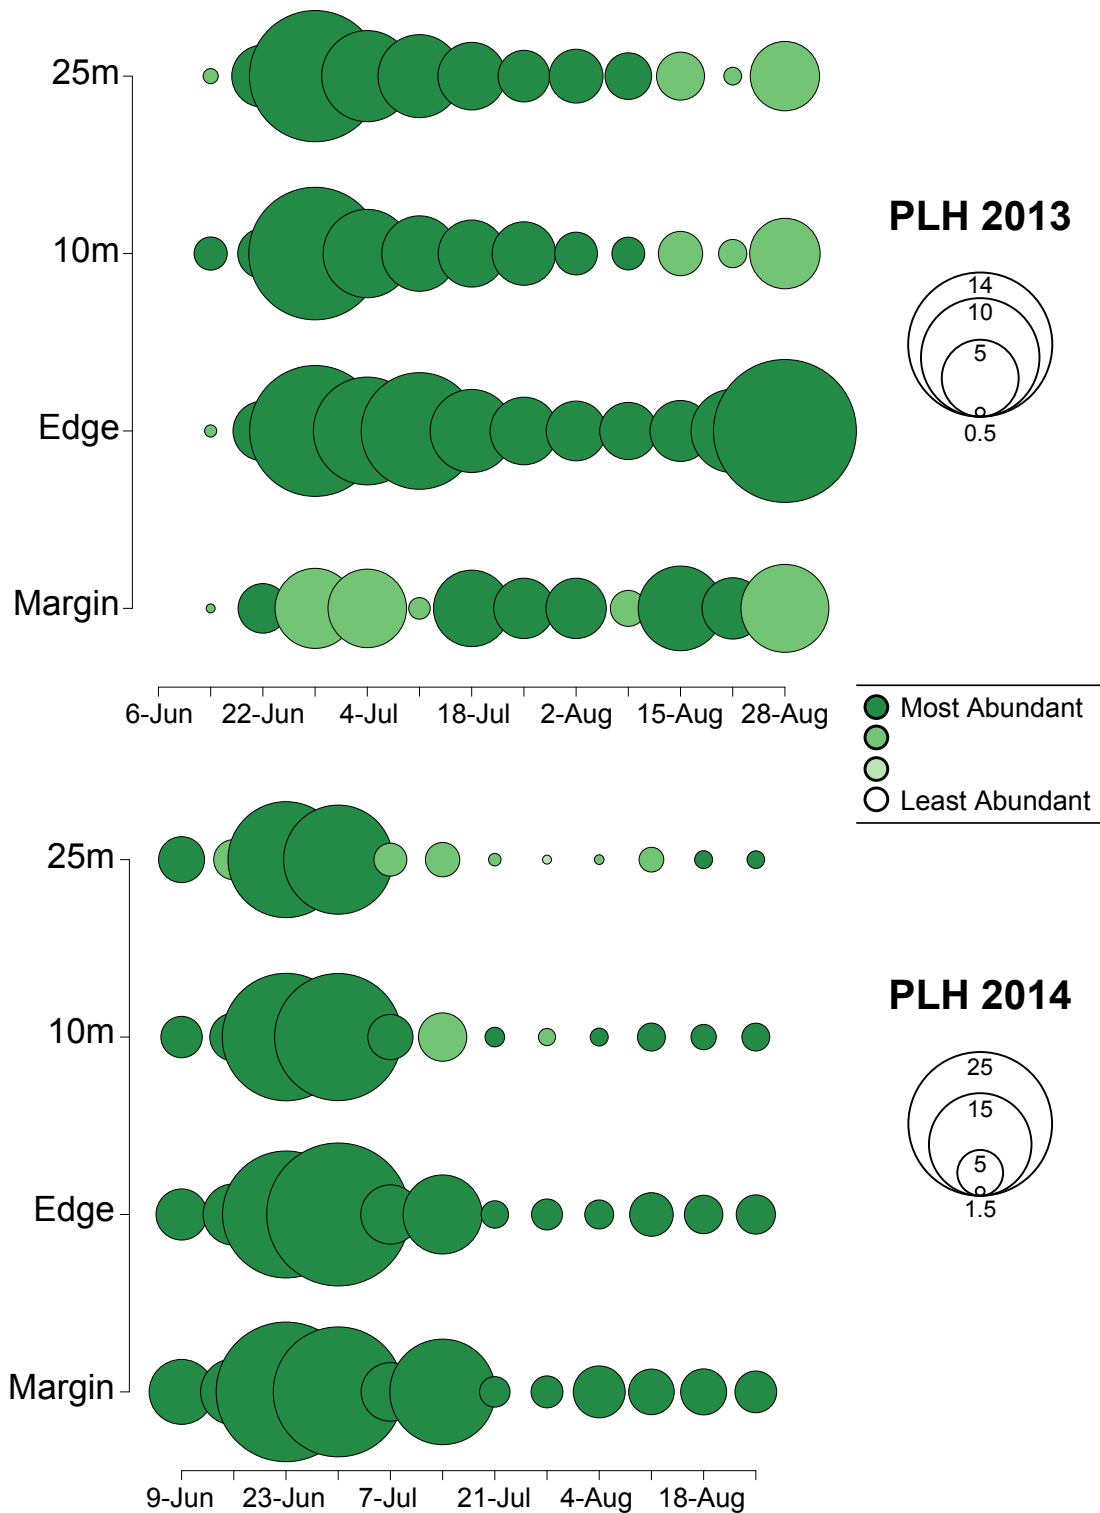 25m
10m
Edge
Margin
6-Jun 22-Jun 4-Jul 18-Jul 2-Aug 15-Aug 28-Aug
PLH 2013
14
10
5
0.5
Most Abundant
Least Abundant
25m
10m
Edge
Margin
9-Jun 23-Jun 7-Jul 21-Jul 4-Aug 18-Aug
PLH 2014
25
15
5
1.5